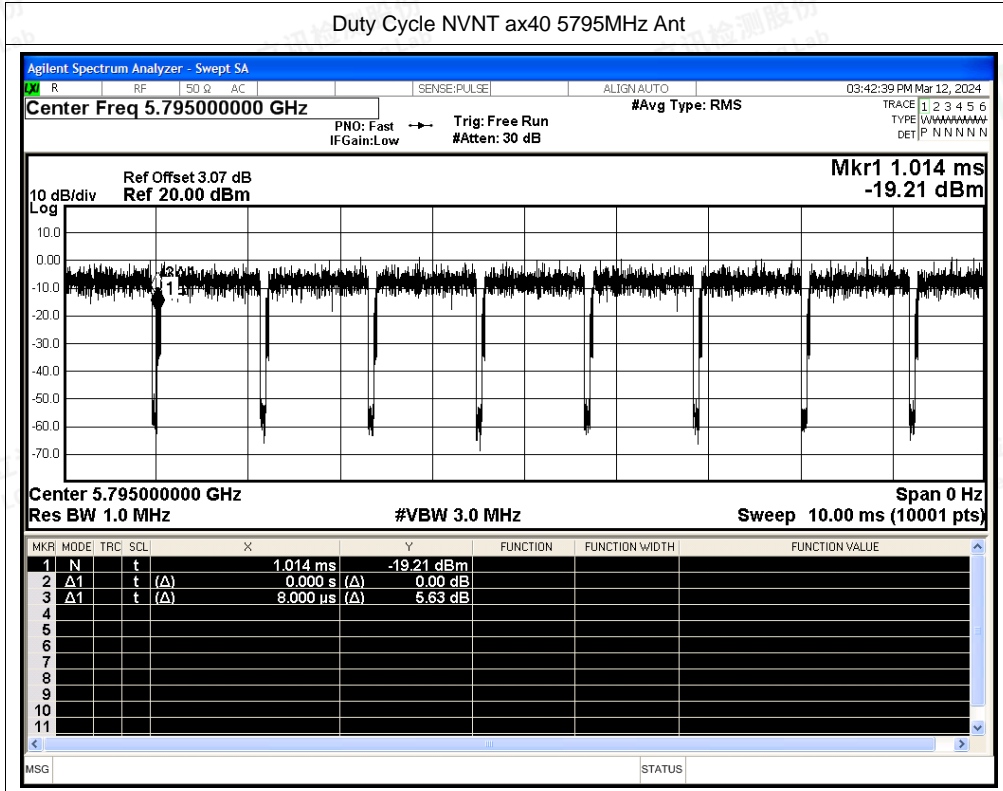 Duty Cycle NVNT ax40 5795MHz Ant
Agilent Spectrum Analyzer - Swept SA
LXI R RF 50 Ω AC SENSE:PULSE ALIGN AUTO 03:42:39 PM Mar 12, 2024
Center Freq 5.795000000 GHz #Avg Type: RMS TRACE 1 2 3 4 5 6
PNO: Fast Trig: Free Run TYPE WWWWWW
IFGain:Low #Atten: 30 dB DET P N N N N N
Mkr1 1.014 ms
Ref Offset 3.07 dB
10 dB/div Ref 20.00 dBm -19.21 dBm
Log
10.0
0.00
-10.0
1
-20.0
-30.0
-40.0
-50.0
-60.0
-70.0
Center 5.795000000 GHz Span 0 Hz
Res BW 1.0 MHz #VBW 3.0 MHz Sweep 10.00 ms (10001 pts)
MKR MODE TRC SCL X Y FUNCTION FUNCTION WIDTH FUNCTION VALUE
1 N t 1.014 ms -19.21 dBm
2 Δ1 t (Δ) 0.000 s (Δ) 0.00 dB
3 Δ1 t (Δ) 8.000 µs (Δ) 5.63 dB
4
5
6
7
8
9
10
11
MSG STATUS